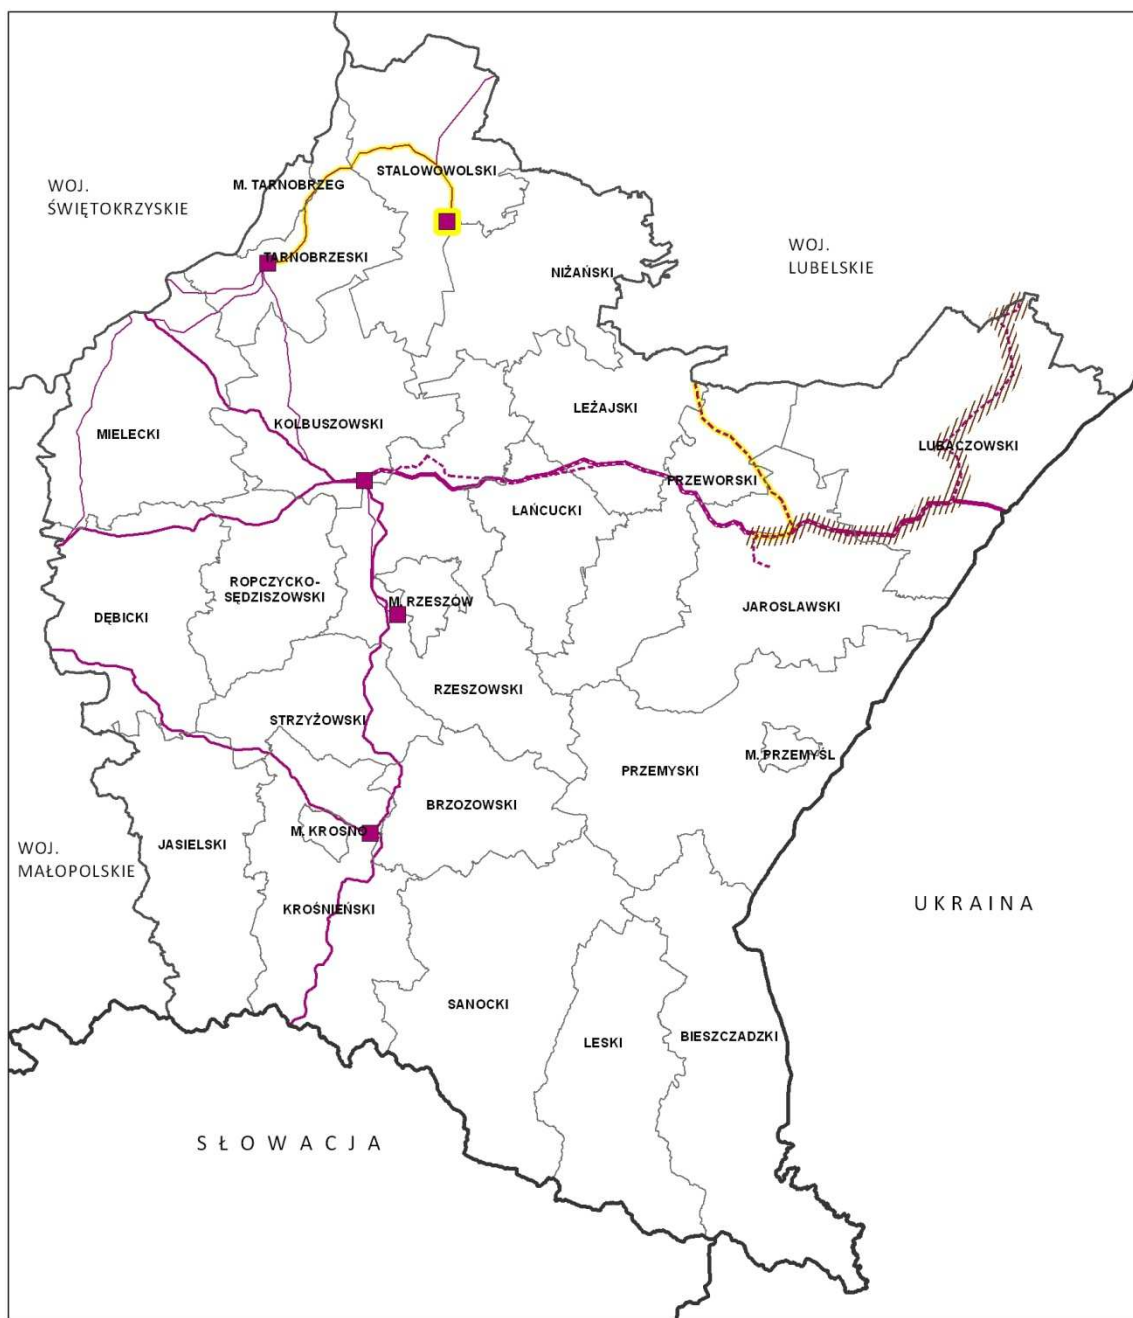 STALOWOWOLSKI
WOJ.
ŚWIĘTOKRZYSKIE
M. TARNOBRZEG
TARNOBRZESKI
WOJ.
LUBELSKIE
NIŻAŃSKI
LEŻAJSKI
MIELECKI
KOLBUSZOWSKI
LUBACZOWSKI
PRZEWORSKI
ŁAŃCUCKI
ROPCZYCKO-
SĘDZISZOWSKI
M. RZESZÓW
JAROSŁAWSKI
DĘBICKI
RZESZOWSKI
STRZYŻOWSKI
M. PRZEMYŚL
PRZEMYSKI
BRZOZOWSKI
M. KROSNO
JASIELSKI
WOJ.
MAŁOPOLSKIE
UKRAINA
KROŚNIEŃSKI
SANOCKI
LESKI
BIESZCZADZKI
SŁOWACJA